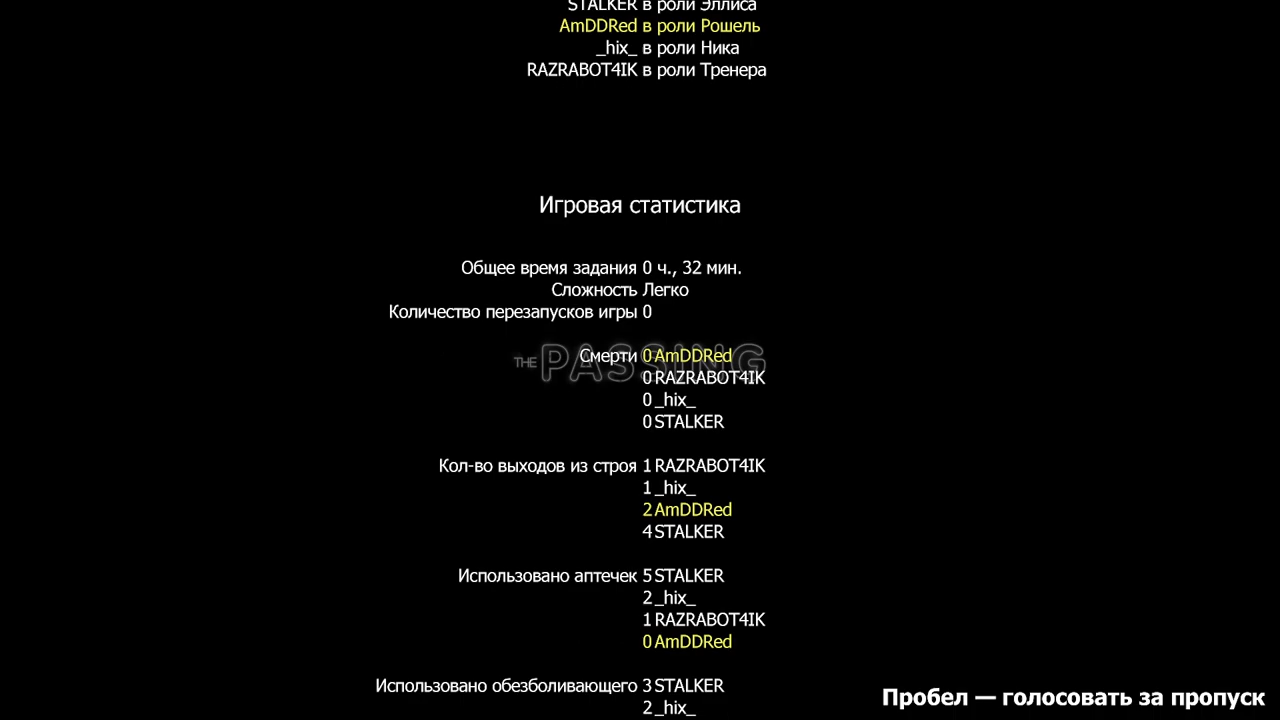 STALKER в роли Эллиса
AmDDRed в роли Рошель
_hix_ в роли Ника
RAZRABOT4IK в роли Тренера
Игровая статистика
Общее время задания 0 ч., 32 мин.
Сложность Легко
Количество перезапусков игры 0
THE PASSING
Смерти 0 AmDDRed
0 RAZRABOT4IK
0 _hix_
0 STALKER
Кол-во выходов из строя 1 RAZRABOT4IK
1 _hix_
2 AmDDRed
4 STALKER
Использовано аптечек 5 STALKER
2 _hix_
1 RAZRABOT4IK
0 AmDDRed
Использовано обезболивающего 3 STALKER
2 _hix_
Пробел — голосовать за пропуск